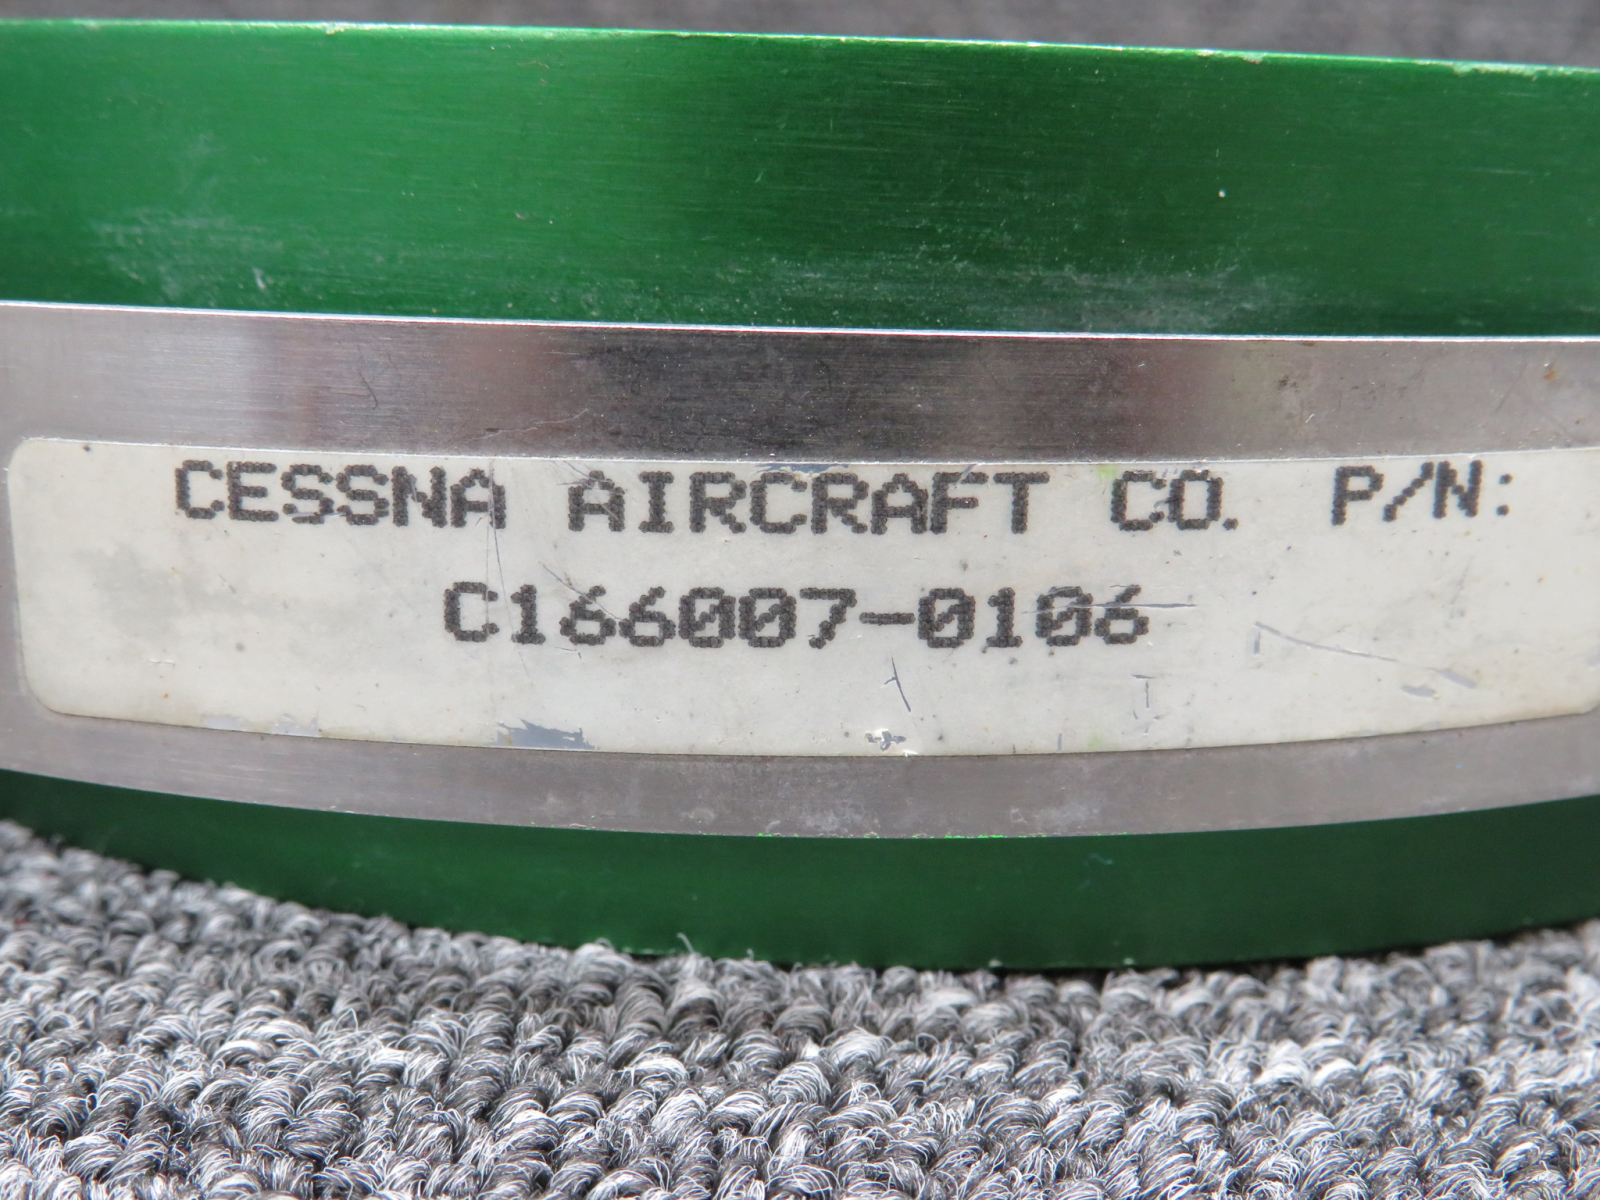 CESSNA AIRCRAFT CO. P/N:
C166007-0106